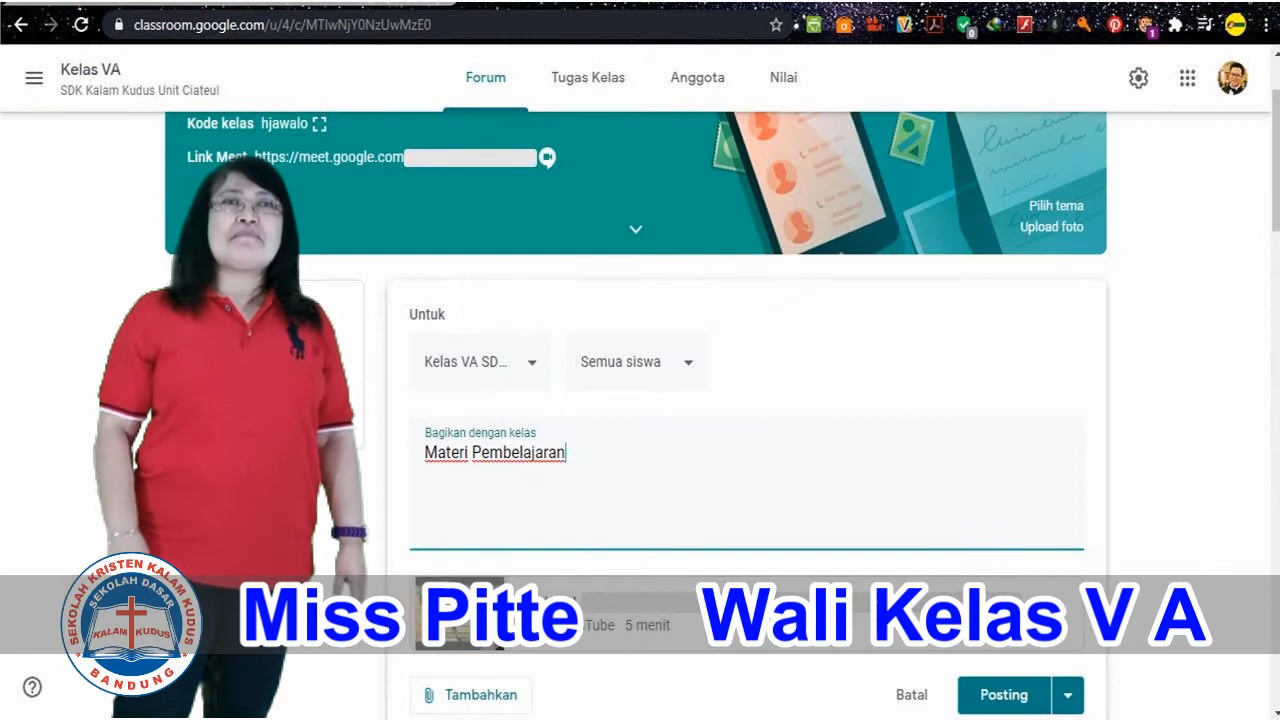 classroom.google.com/u/4/c/MTIwNjY0NzUwMzE0
0
1
Kelas VA
SDK Kalam Kudus Unit Ciateul
Forum
Tugas Kelas
Anggota
Nilai
Kode kelas hjawalo
Link Meet https://meet.google.com
Pilih tema
Upload foto
Untuk
Kelas VA SD...
Semua siswa
Bagikan dengan kelas
Materi Pembelajaran
SEKOLAH KRISTEN KALAM KUDUS
SEKOLAH DASAR
KALAM KUDUS
BANDUNG
Miss Pitte Wali Kelas V A
Tube 5 menit
Tambahkan
Batal
Posting